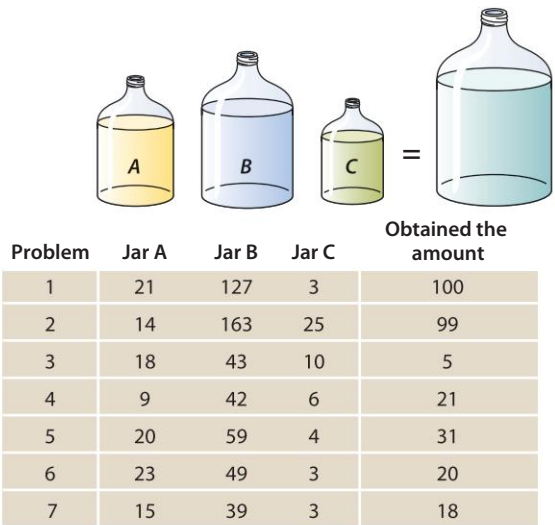 A B C =
Obtained the
Problem Jar A Jar B Jar C amount
1 21 127 3 100
2 14 163 25 99
3 18 43 10 5
4 9 42 6 21
5 20 59 4 31
6 23 49 3 20
7 15 39 3 18